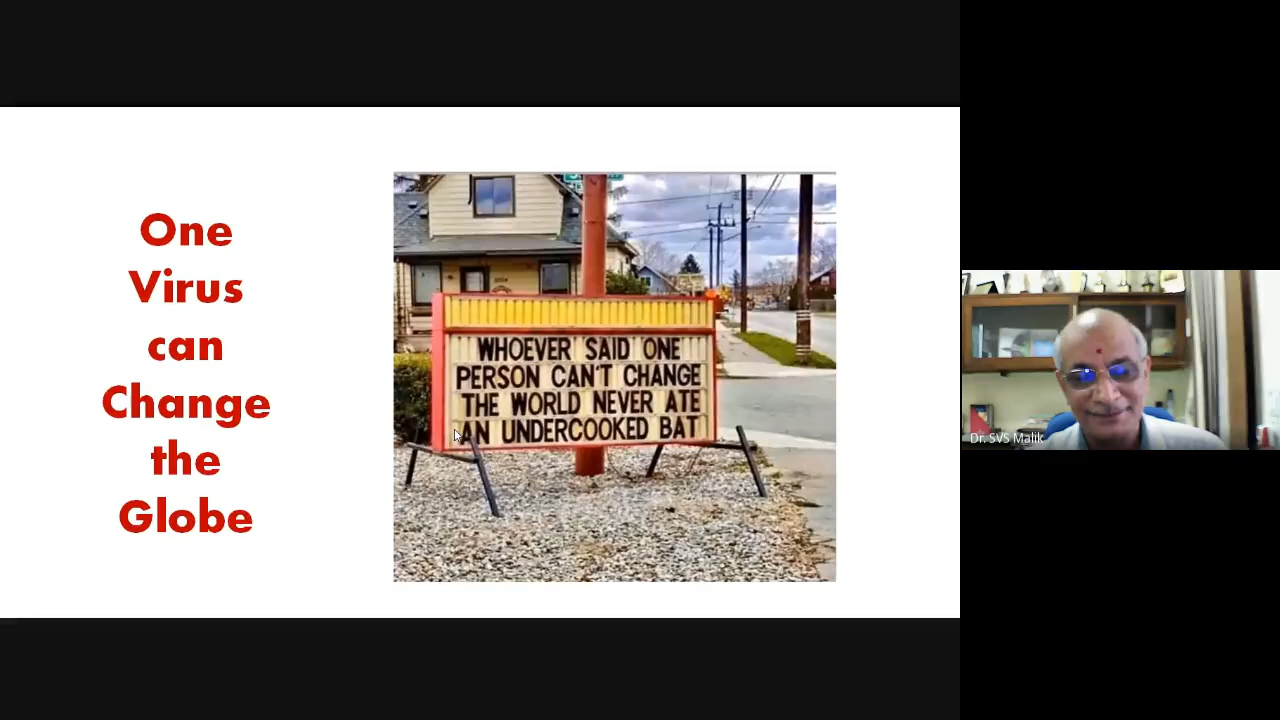 One
Virus
can
Change
the
Globe
WHOEVER SAID ONE
PERSON CAN'T CHANGE
THE WORLD NEVER ATE
AN UNDERCOOKED BAT
Dr. SVS Malik